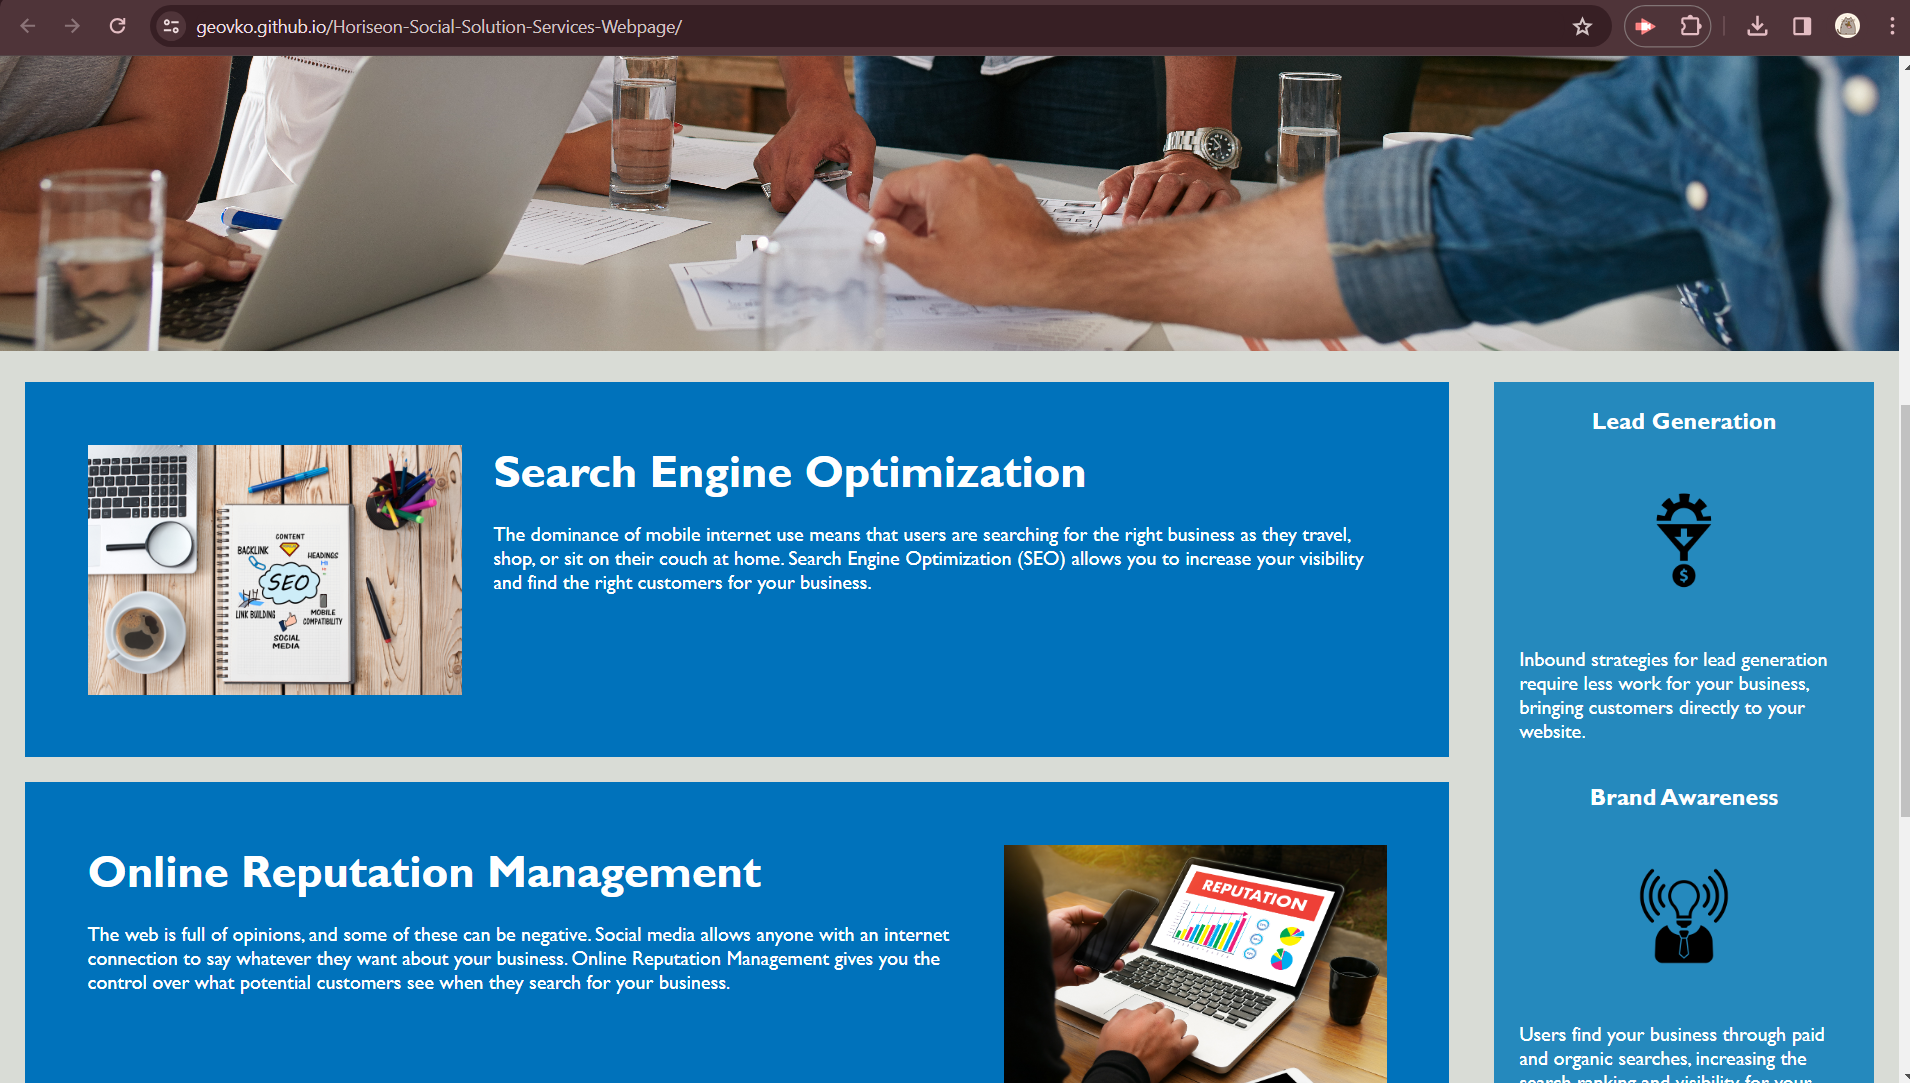 geovko.github.io/Horiseon-Social-Solution-Services-Webpage/
CONTENT
BACKLINK
HEADINGS
SEO
LINK BUILDING
MOBILE
COMPATIBILITY
SOCIAL
MEDIA
Search Engine Optimization
The dominance of mobile internet use means that users are searching for the right business as they travel,
shop, or sit on their couch at home. Search Engine Optimization (SEO) allows you to increase your visibility
and find the right customers for your business.
Online Reputation Management
The web is full of opinions, and some of these can be negative. Social media allows anyone with an internet
connection to say whatever they want about your business. Online Reputation Management gives you the
control over what potential customers see when they search for your business.
REPUTATION
Lead Generation
$
Inbound strategies for lead generation
require less work for your business,
bringing customers directly to your
website.
Brand Awareness
Users find your business through paid
and organic searches, increasing the
search ranking and visibility for your